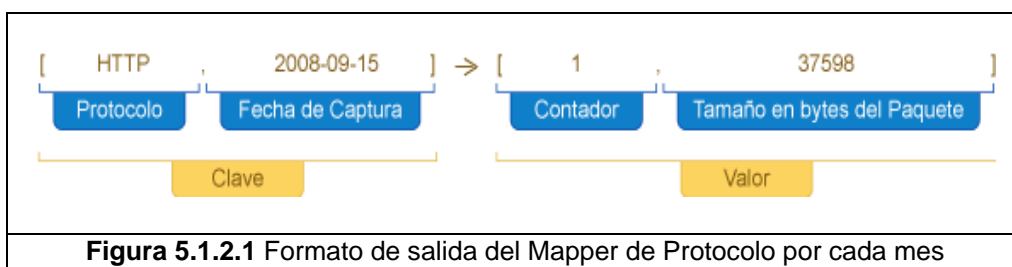 [ HTTP , 2008-09-15 ] → [ 1 , 37598 ]
Protocolo Fecha de Captura Contador Tamaño en bytes del Paquete
Clave Valor
Figura 5.1.2.1 Formato de salida del Mapper de Protocolo por cada mes